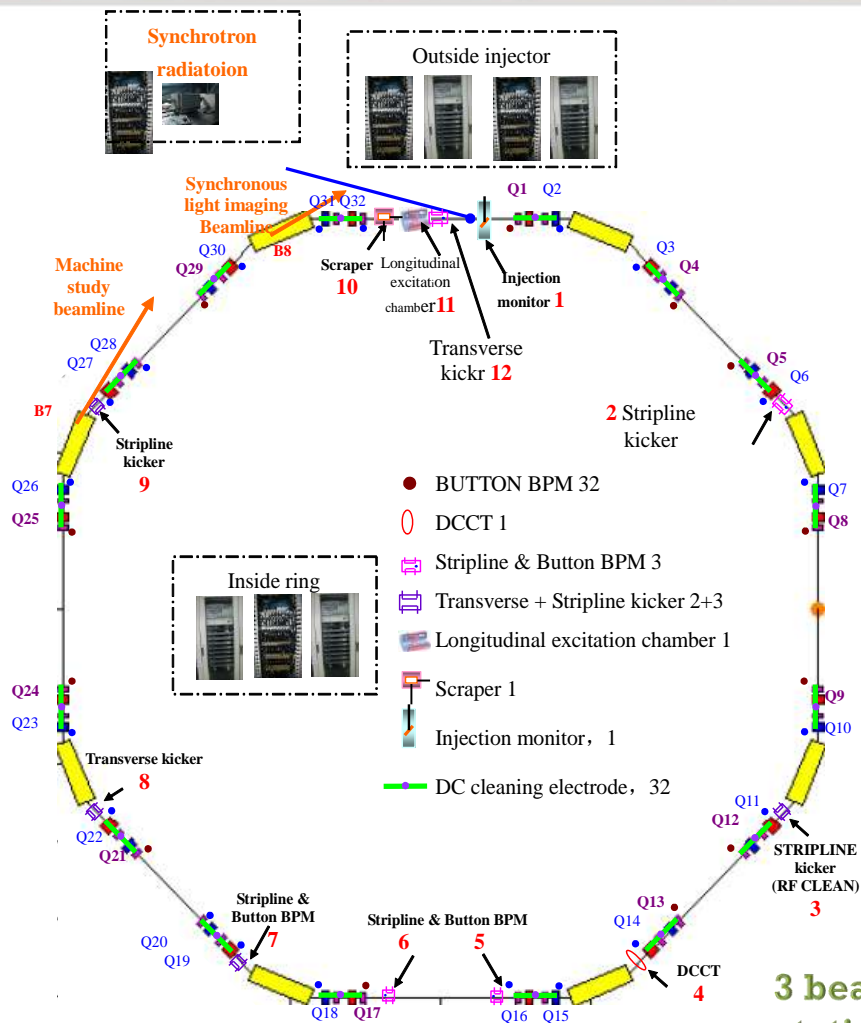 Synchrotron
radiatoion
Outside injector
Synchronous
light imaging
Beamline
Q31
Q32
Q1
Q2
B8
Scraper
10
Longitudinal
excitation
chamber11
Injection
monitor 1
Transverse
kickr 12
Q30
Q29
Q3
Q4
Machine
study
beamline
Q28
Q27
B7
Q5
Q6
Stripline
kicker
9
2 Stripline
kicker
Q26
Q25
Q7
Q8
BUTTON BPM 32
DCCT 1
Stripline & Button BPM 3
Transverse + Stripline kicker 2+3
Longitudinal excitation chamber 1
Scraper 1
Injection monitor，1
DC cleaning electrode，32
Inside ring
Q24
Q23
Q9
Q10
Transverse kicker
8
Q22
Q21
Q11
Q12
STRIPLINE
kicker
(RF CLEAN)
3
Stripline &
Button BPM
7
Q20
Q19
Stripline & Button BPM
6
5
Q13
Q14
DCCT
4
Q18
Q17
Q16
Q15
3 bea